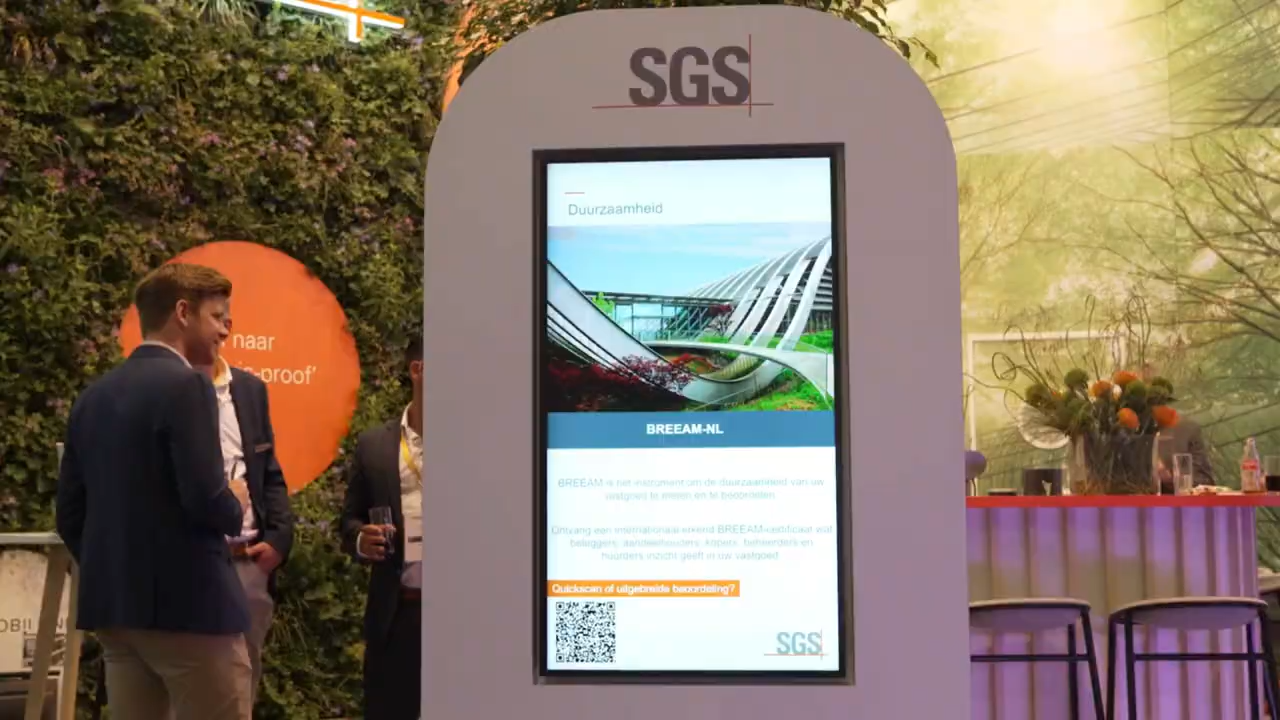 SGS
Duurzaamheid
BREEAM-NL
BREEAM is het instrument om de duurzaamheid van uw
vastgoed te meten en te beoordelen.
Ontvang een internationaal erkend BREEAM-certificaat wat
beleggers, aandeelhouders, kopers, beheerders en
huurders inzicht geeft in uw vastgoed.
Quickscan of uitgebreide beoordeling?
SGS
naar
-proof'